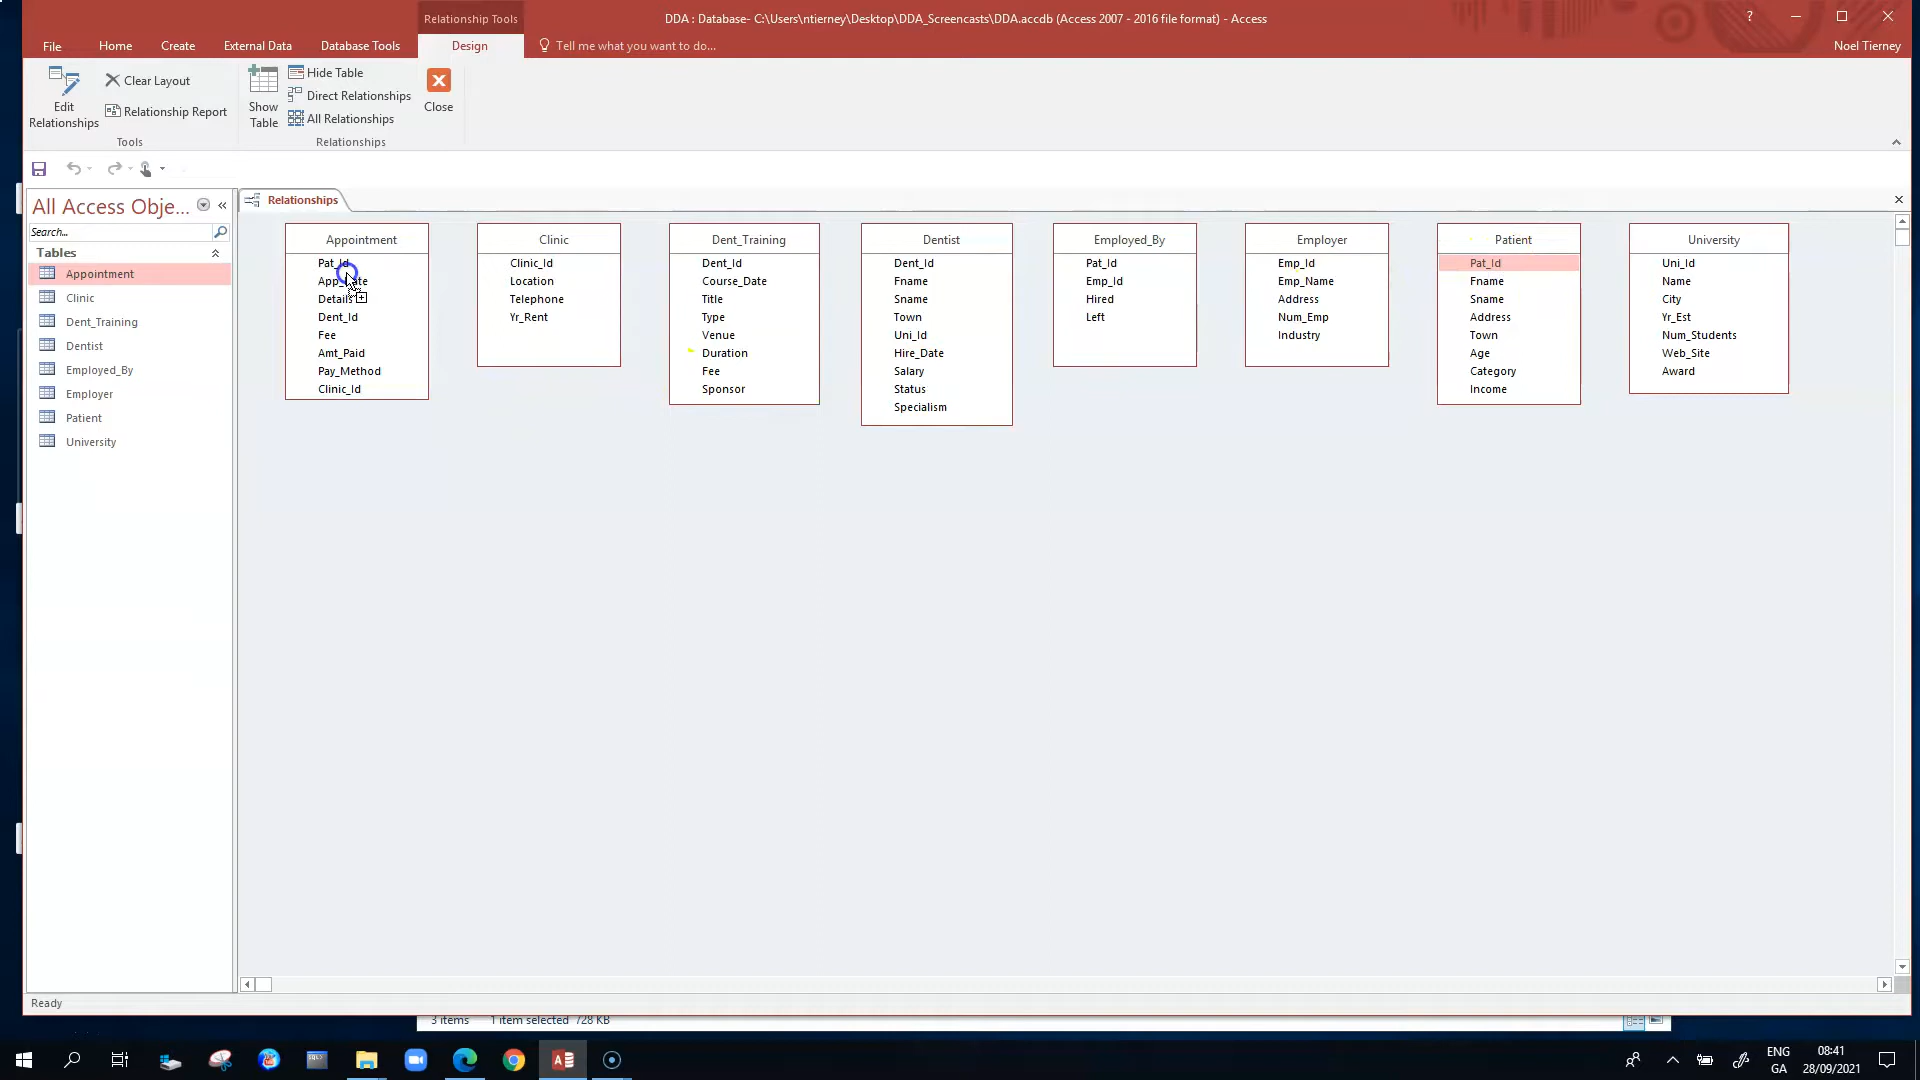 Relationship Tools
DDA : Database- C:\Users\ntierney\Desktop\DDA_Screencasts\DDA.accdb (Access 2007 - 2016 file format) - Access
?
File
Home
Create
External Data
Database Tools
Design
Tell me what you want to do...
Noel Tierney
Edit
Relationships
Clear Layout
Relationship Report
Tools
Show
Table
Hide Table
Direct Relationships
All Relationships
Relationships
Close
All Access Obje...
Search...
Tables
Appointment
Clinic
Dent_Training
Dentist
Employed_By
Employer
Patient
University
Relationships
Appointment
Pat_Id
App_Date
Details
Dent_Id
Fee
Amt_Paid
Pay_Method
Clinic_Id
Clinic
Clinic_Id
Location
Telephone
Yr_Rent
Dent_Training
Dent_Id
Course_Date
Title
Type
Venue
Duration
Fee
Sponsor
Dentist
Dent_Id
Fname
Sname
Town
Uni_Id
Hire_Date
Salary
Status
Specialism
Employed_By
Pat_Id
Emp_Id
Hired
Left
Employer
Emp_Id
Emp_Name
Address
Num_Emp
Industry
Patient
Pat_Id
Fname
Sname
Address
Town
Age
Category
Income
University
Uni_Id
Name
City
Yr_Est
Num_Students
Web_Site
Award
Ready
3 items 1 item selected 728 KB
ENG
GA
08:41
28/09/2021